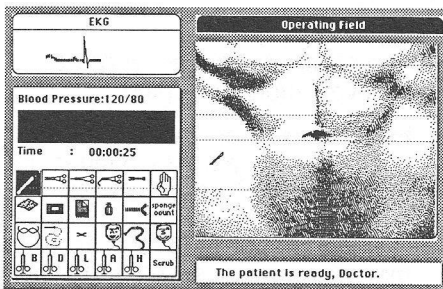 EKG
Blood Pressure:120/80
Time : 00:00:25
sponge
count
B
D
L
A
H
Scrub
Operating Field
The patient is ready, Doctor.